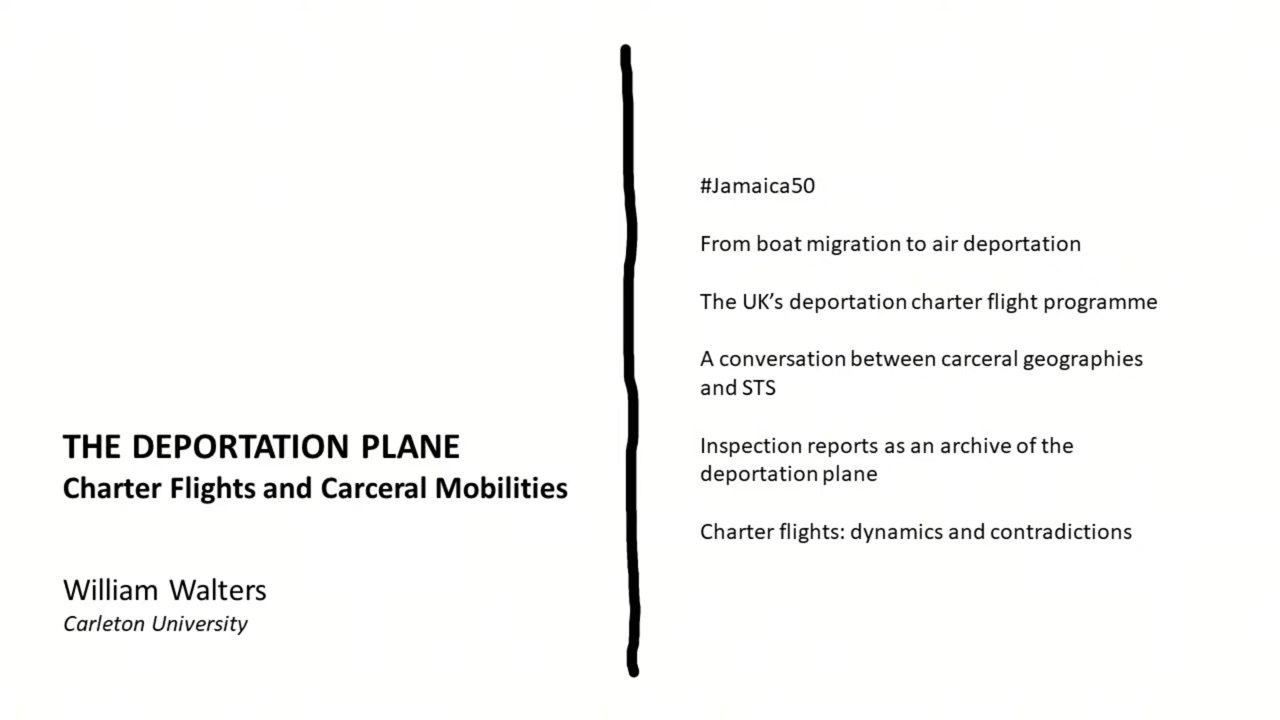 THE DEPORTATION PLANE
Charter Flights and Carceral Mobilities
William Walters
Carleton University
#Jamaica50
From boat migration to air deportation
The UK’s deportation charter flight programme
A conversation between carceral geographies
and STS
Inspection reports as an archive of the
deportation plane
Charter flights: dynamics and contradictions